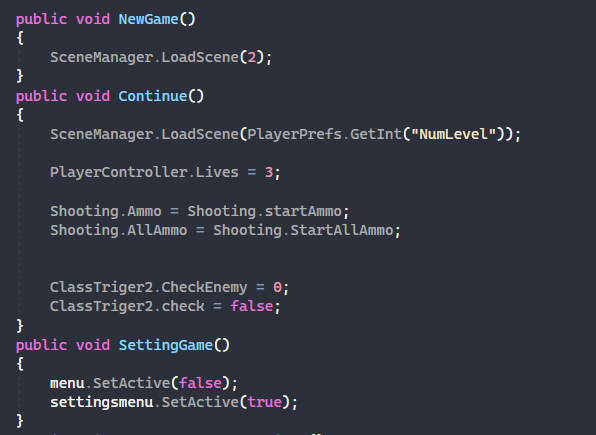 public void NewGame()
{
    SceneManager.LoadScene(2);
}
public void Continue()
{
    SceneManager.LoadScene(PlayerPrefs.GetInt("NumLevel"));

    PlayerController.Lives = 3;

    Shooting.Ammo = Shooting.startAmmo;
    Shooting.AllAmmo = Shooting.StartAllAmmo;


    ClassTriger2.CheckEnemy = 0;
    ClassTriger2.check = false;
}
public void SettingGame()
{
    menu.SetActive(false);
    settingsmenu.SetActive(true);
}